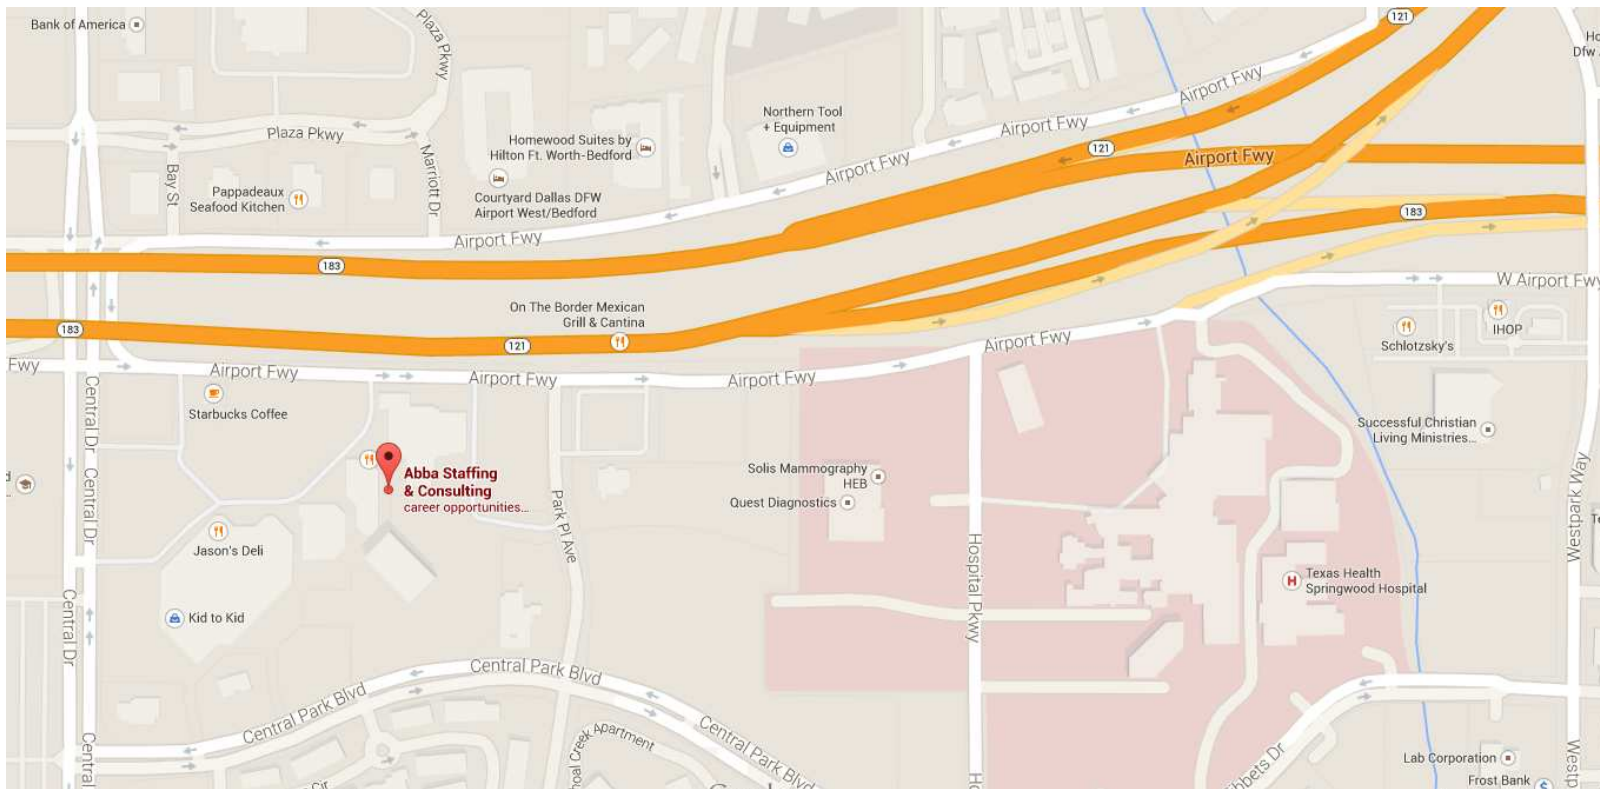 Bank of America
Plaza Pkwy
121
Airport Fwy
Plaza Pkwy
Bay St
Marriott Dr
Homewood Suites by
Hilton Ft. Worth-Bedford
Northern Tool
+ Equipment
Airport Fwy
121
Airport Fwy
Airport Fwy
Pappadeaux
Seafood Kitchen
Courtyard Dallas DFW
Airport West/Bedford
Airport Fwy
183
183
W Airport Fwy
On The Border Mexican
Grill & Cantina
183
121
IHOP
Schlotzsky's
Fwy
Airport Fwy
Airport Fwy
Airport Fwy
Airport Fwy
Starbucks Coffee
Central Dr
Central Dr
Successful Christian
Living Ministries...
Abba Staffing
& Consulting
career opportunities...
Solis Mammography
HEB
Quest Diagnostics
Park Pl Ave
Westpark Way
Jason's Deli
Hospital Pkwy
H
Texas Health
Springwood Hospital
Kid to Kid
Central Dr
Central Park Blvd
Central Park Blvd
Central Park Blvd
Central
Creek Apartment
Cir
Lab Corporation
Frost Bank